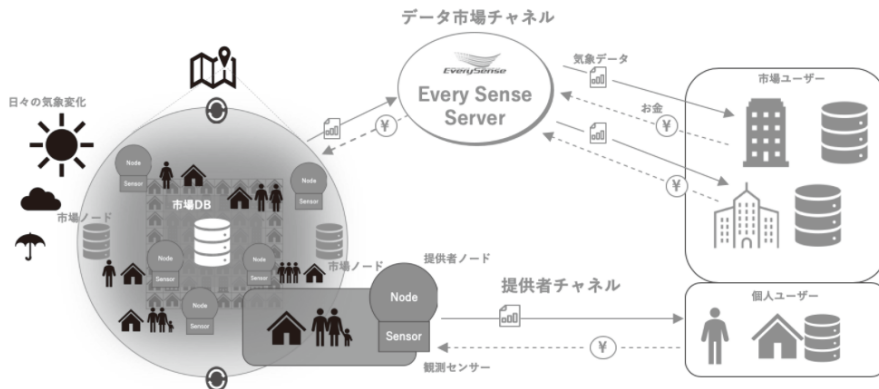 データ市場チャネル
EverySense
Every Sense
Server
気象データ
お金
¥
¥
¥
市場ユーザー
日々の気象変化
Node
Sensor
Node
Sensor
市場DB
市場ノード
市場ノード
Node
Sensor
Node
Sensor
Node
Sensor
提供者ノード
Node
Sensor
観測センサー
提供者チャネル
¥
個人ユーザー